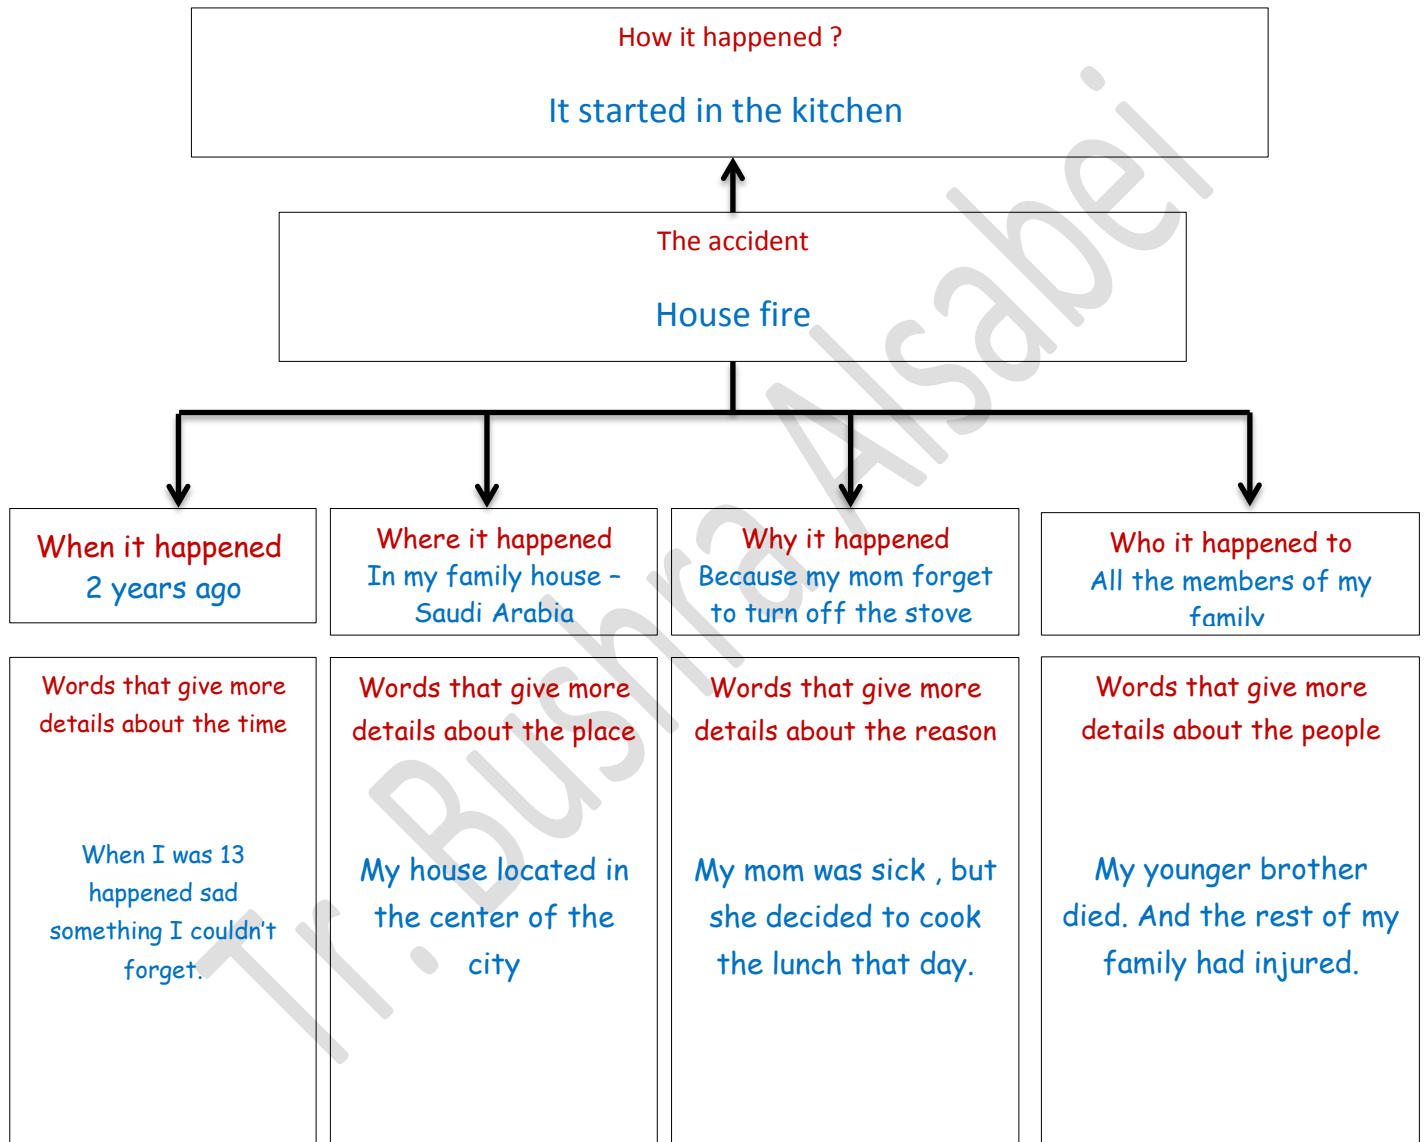 How it happened ?
It started in the kitchen
The accident
House fire
When it happened
2 years ago
Where it happened
In my family house –
Saudi Arabia
Why it happened
Because my mom forget
to turn off the stove
Who it happened to
All the members of my
family
Words that give more
details about the time
When I was 13
happened sad
something I couldn't
forget.
Words that give more
details about the place
My house located in
the center of the
city
Words that give more
details about the reason
My mom was sick , but
she decided to cook
the lunch that day.
Words that give more
details about the people
My younger brother
died. And the rest of my
family had injured.
Tr. Bushra Alsabei